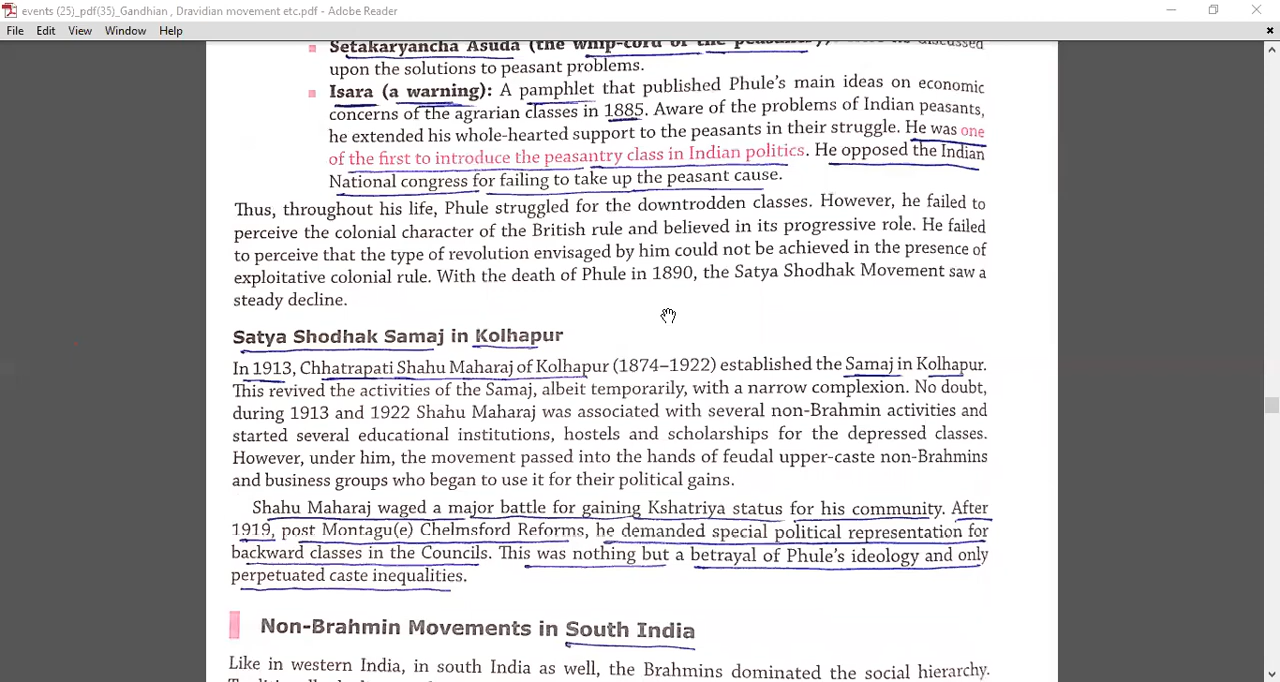 events (25)_pdf(35)_Gandhian , Dravidian movement etc.pdf - Adobe Reader
File Edit View Window Help
Setakaryancha Asuda (the whip-cord of the peasantry): discussed
upon the solutions to peasant problems.
Isara (a warning): A pamphlet that published Phule's main ideas on economic
concerns of the agrarian classes in 1885. Aware of the problems of Indian peasants,
he extended his whole-hearted support to the peasants in their struggle. He was one
of the first to introduce the peasantry class in Indian politics. He opposed the Indian
National congress for failing to take up the peasant cause.
Thus, throughout his life, Phule struggled for the downtrodden classes. However, he failed to
perceive the colonial character of the British rule and believed in its progressive role. He failed
to perceive that the type of revolution envisaged by him could not be achieved in the presence of
exploitative colonial rule. With the death of Phule in 1890, the Satya Shodhak Movement saw a
steady decline.
Satya Shodhak Samaj in Kolhapur
In 1913, Chhatrapati Shahu Maharaj of Kolhapur (1874–1922) established the Samaj in Kolhapur.
This revived the activities of the Samaj, albeit temporarily, with a narrow complexion. No doubt,
during 1913 and 1922 Shahu Maharaj was associated with several non-Brahmin activities and
started several educational institutions, hostels and scholarships for the depressed classes.
However, under him, the movement passed into the hands of feudal upper-caste non-Brahmins
and business groups who began to use it for their political gains.
Shahu Maharaj waged a major battle for gaining Kshatriya status for his community. After
1919, post Montagu(e) Chelmsford Reforms, he demanded special political representation for
backward classes in the Councils. This was nothing but a betrayal of Phule's ideology and only
perpetuated caste inequalities.
Non-Brahmin Movements in South India
Like in western India, in south India as well, the Brahmins dominated the social hierarchy.